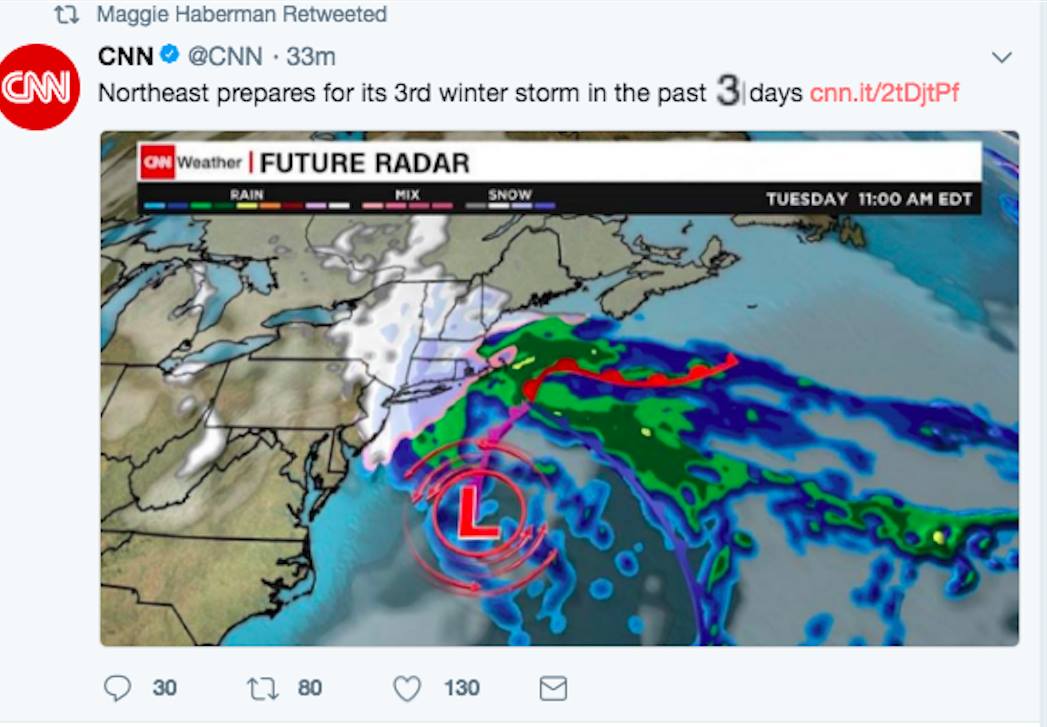 Maggie Haberman Retweeted
CNN @CNN · 33m
CNN
Northeast prepares for its 3rd winter storm in the past 3 days cnn.it/2tDjtPf
CNN Weather | FUTURE RADAR
RAIN MIX SNOW TUESDAY 11:00 AM EDT
L
30 80 130